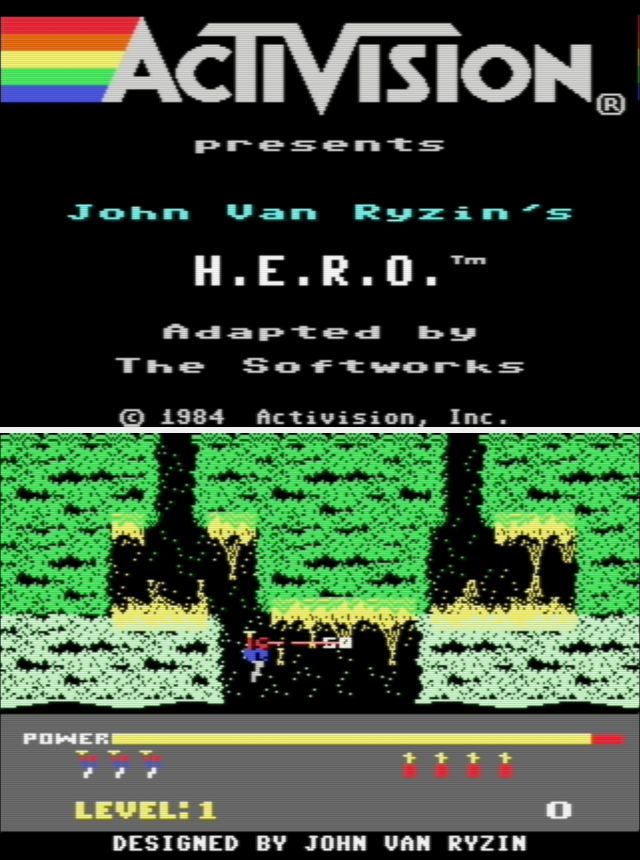 ACTIVISION®
presents
John Van Ryzin's
H.E.R.O.™
Adapted by
The Softworks
© 1984 Activision, Inc.
50
POWER
LEVEL: 1 0
DESIGNED BY JOHN VAN RYZIN